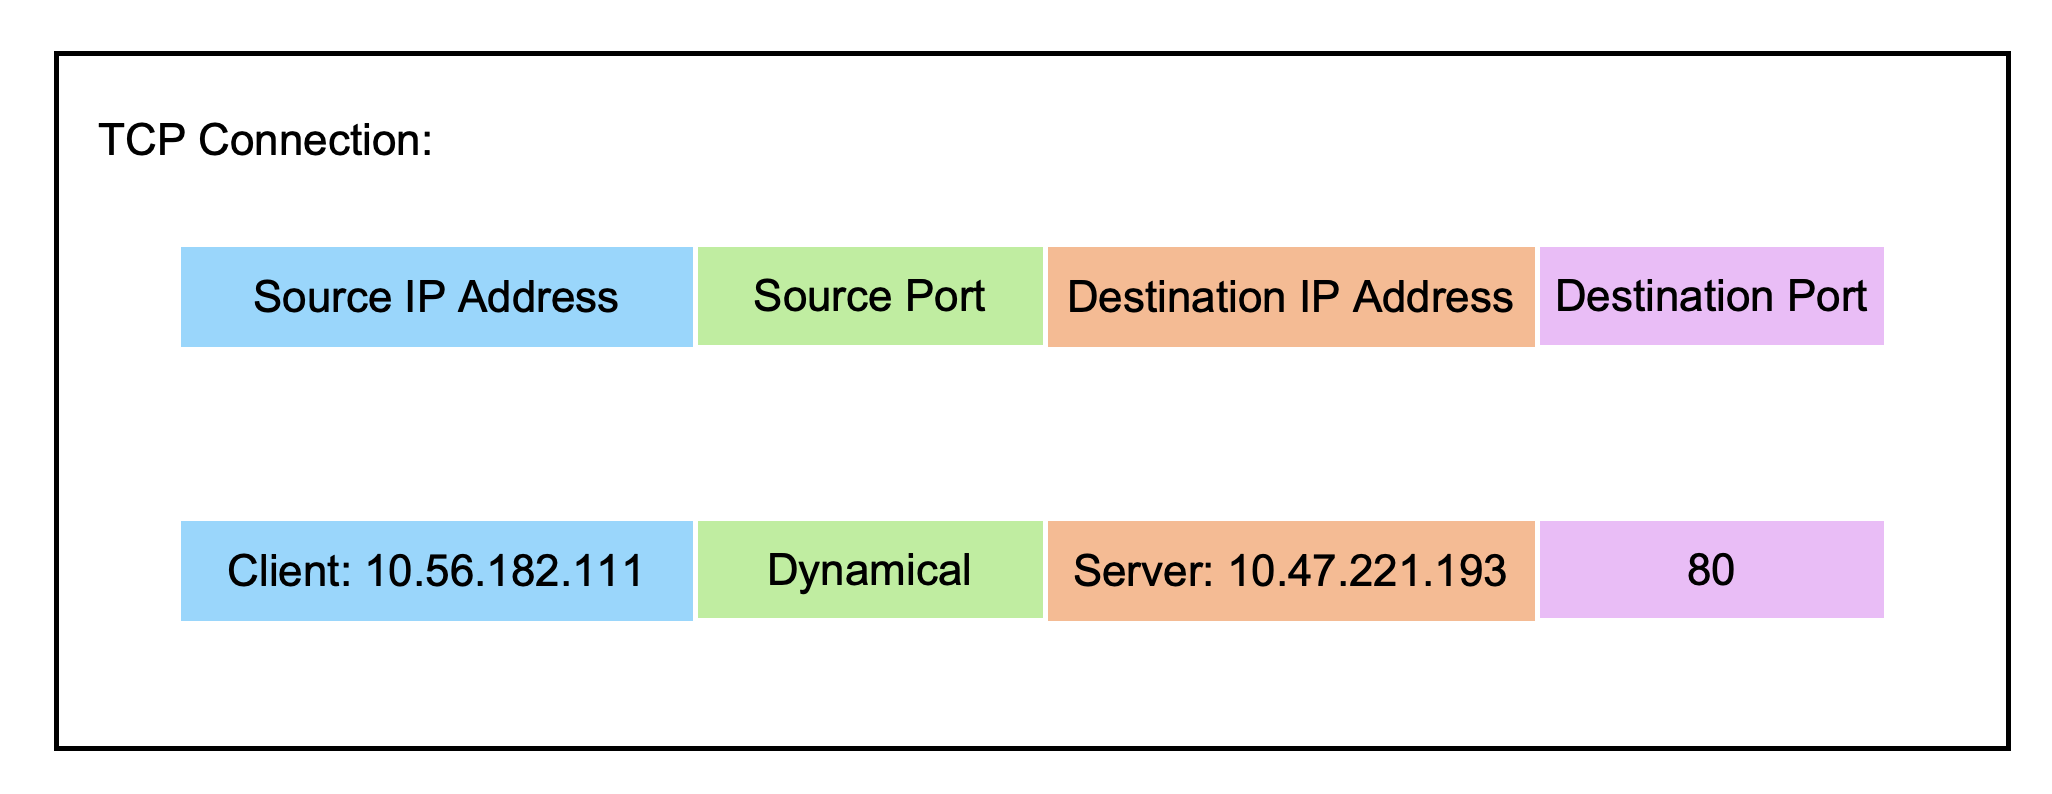 TCP Connection:
Source IP Address Source Port Destination IP Address Destination Port
Client: 10.56.182.111 Dynamical Server: 10.47.221.193 80